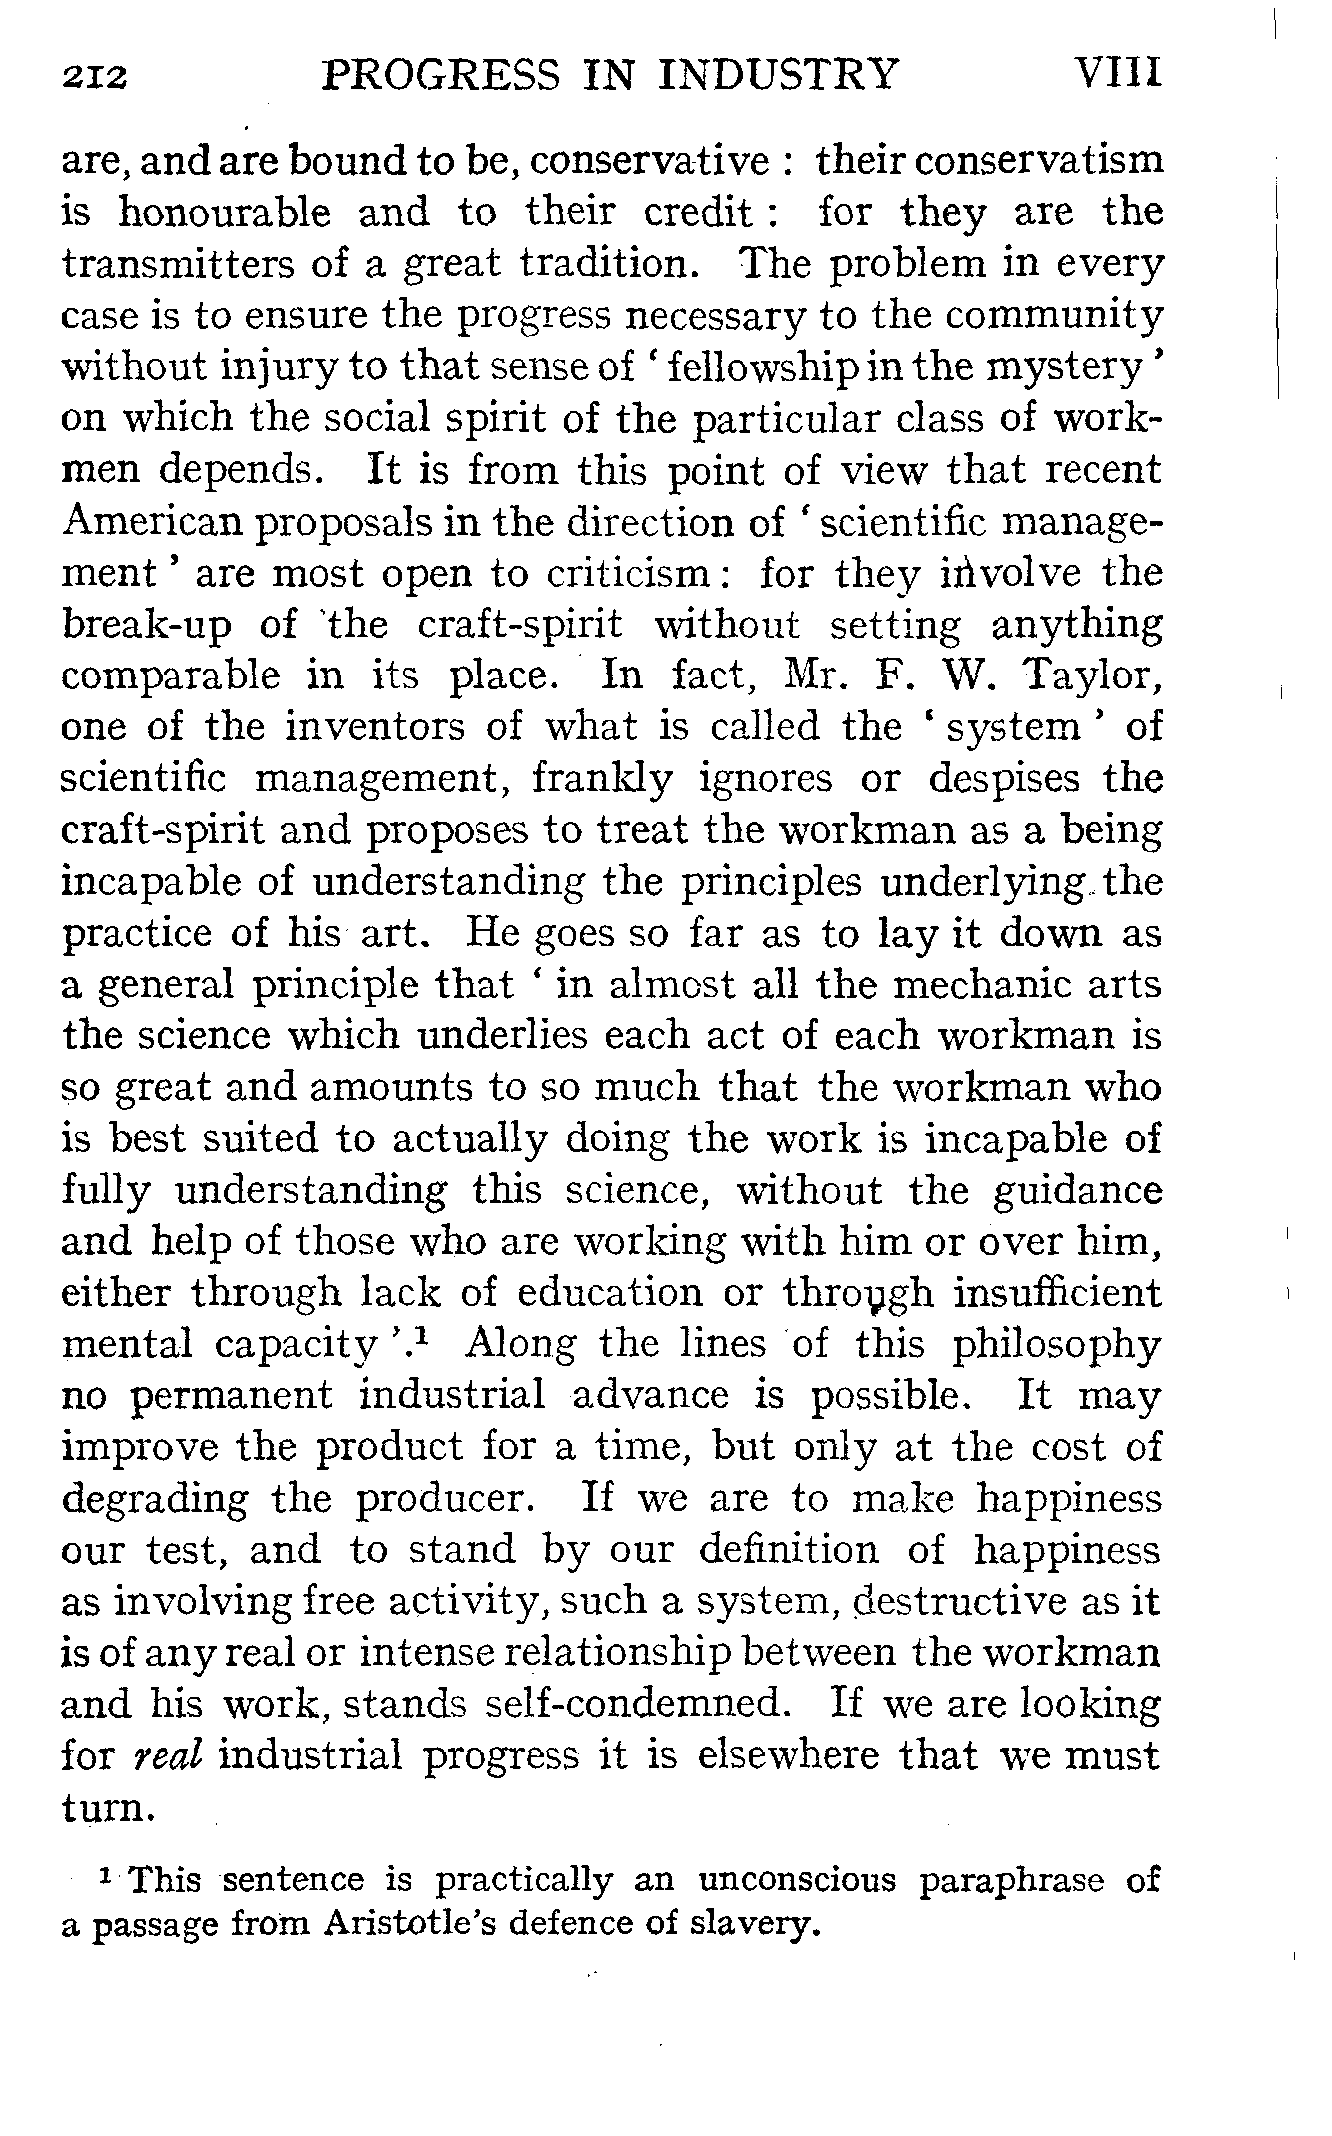 212 PROGRESS IN INDUSTRY VIII
are, and are bound to be, conservative : their conservatism
is honourable and to their credit : for they are the
transmitters of a great tradition. The problem in every
case is to ensure the progress necessary to the community
without injury to that sense of ‘ fellowship in the mystery ’
on which the social spirit of the particular class of work-
men depends. It is from this point of view that recent
American proposals in the direction of ‘ scientific manage-
ment ’ are most open to criticism : for they involve the
break-up of the craft-spirit without setting anything
comparable in its place. In fact, Mr. F. W. Taylor,
one of the inventors of what is called the ‘ system ’ of
scientific management, frankly ignores or despises the
craft-spirit and proposes to treat the workman as a being
incapable of understanding the principles underlying the
practice of his art. He goes so far as to lay it down as
a general principle that ‘ in almost all the mechanic arts
the science which underlies each act of each workman is
so great and amounts to so much that the workman who
is best suited to actually doing the work is incapable of
fully understanding this science, without the guidance
and help of those who are working with him or over him,
either through lack of education or through insufficient
mental capacity ’.¹ Along the lines of this philosophy
no permanent industrial advance is possible. It may
improve the product for a time, but only at the cost of
degrading the producer. If we are to make happiness
our test, and to stand by our definition of happiness
as involving free activity, such a system, destructive as it
is of any real or intense relationship between the workman
and his work, stands self-condemned. If we are looking
for real industrial progress it is elsewhere that we must
turn.
¹ This sentence is practically an unconscious paraphrase of
a passage from Aristotle's defence of slavery.